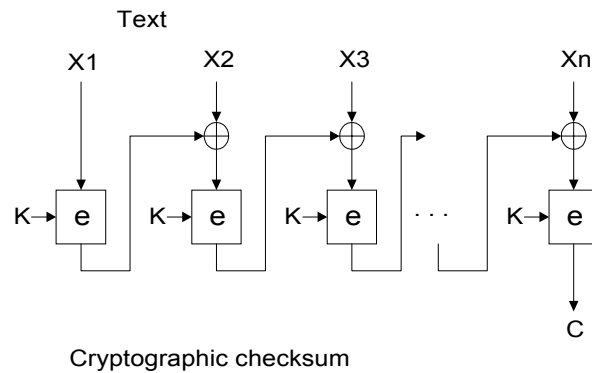 Text
X1 X2 X3 Xn
K e K e K e . . . K e
C
Cryptographic checksum